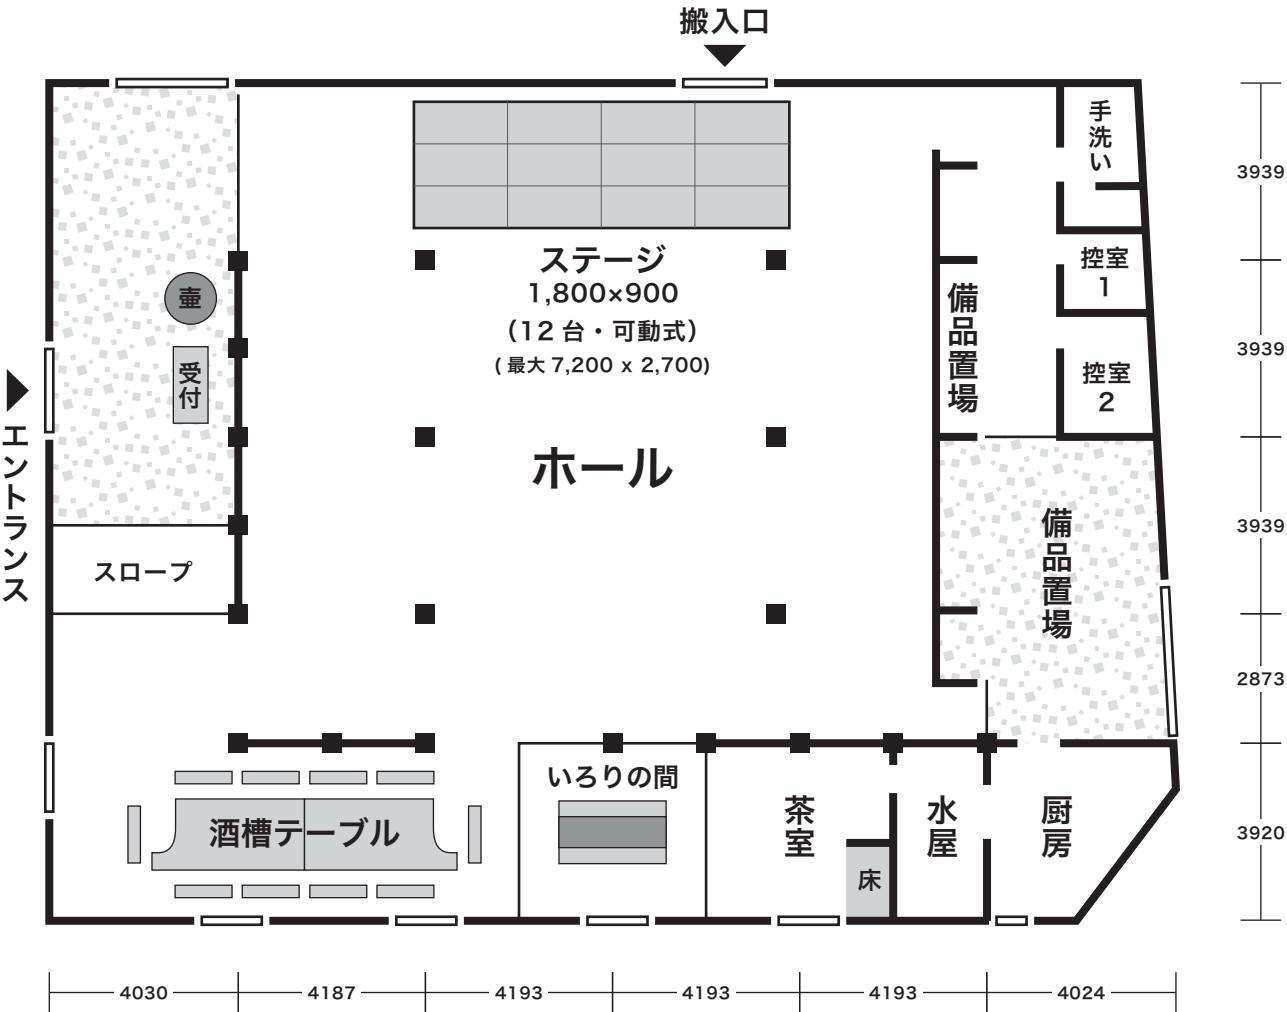 搬入口
手洗い
3939
ステージ
1,800×900
（12 台・可動式）
( 最大 7,200 x 2,700)
控室
1
備品置場
壷
受付
3939
控室
2
エントランス
ホール
備品置場
3939
スロープ
2873
いろりの間
酒槽テーブル
茶室
水屋
厨房
床
3920
4030
4187
4193
4193
4193
4024